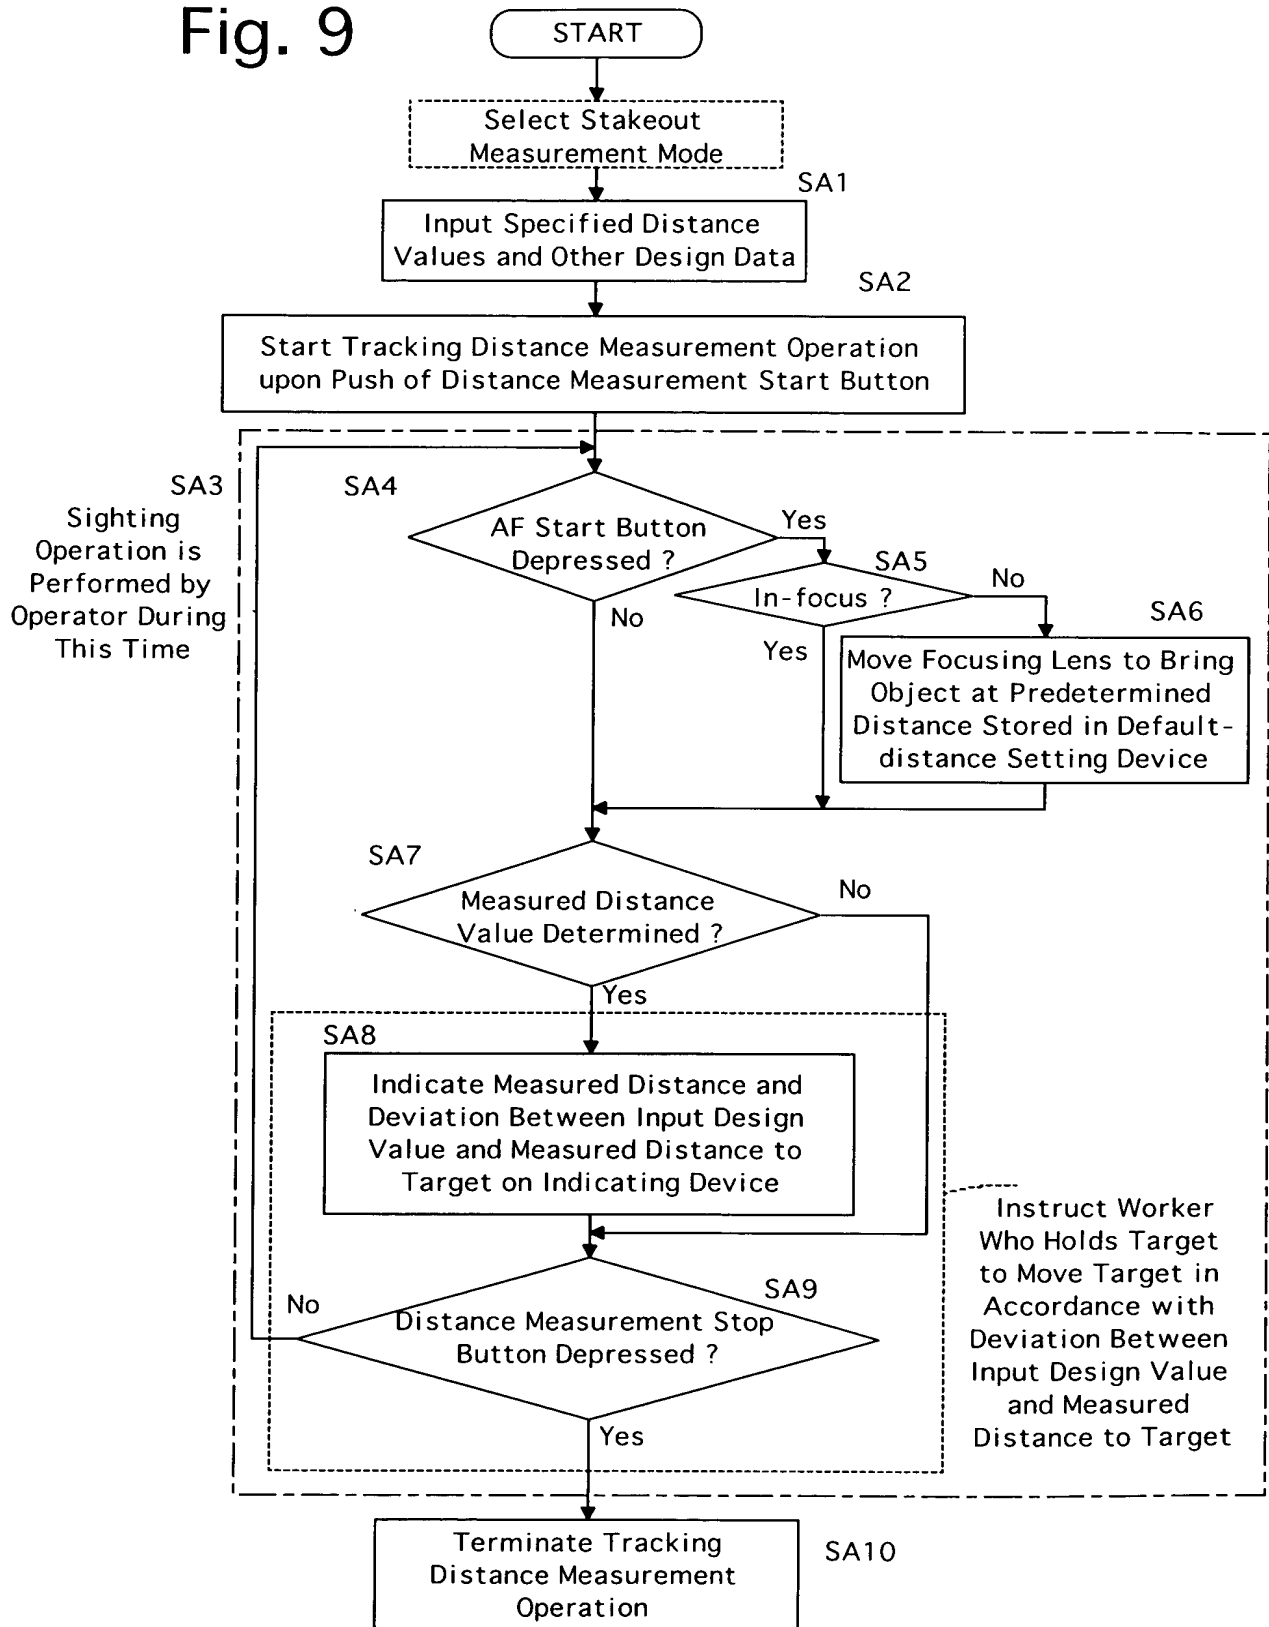 Fig. 9
START
Select Stakeout
Measurement Mode
SA1
Input Specified Distance
Values and Other Design Data
SA2
Start Tracking Distance Measurement Operation
upon Push of Distance Measurement Start Button
SA3
Sighting
Operation is
Performed by
Operator During
This Time
SA4
AF Start Button
Depressed ?
Yes
No
SA5
In-focus ?
No
Yes
SA6
Move Focusing Lens to Bring
Object at Predetermined
Distance Stored in Default-
distance Setting Device
SA7
Measured Distance
Value Determined ?
No
Yes
SA8
Indicate Measured Distance and
Deviation Between Input Design
Value and Measured Distance to
Target on Indicating Device
Instruct Worker
Who Holds Target
to Move Target in
Accordance with
Deviation Between
Input Design Value
and Measured
Distance to Target
SA9
Distance Measurement Stop
Button Depressed ?
No
Yes
Terminate Tracking
Distance Measurement
Operation
SA10